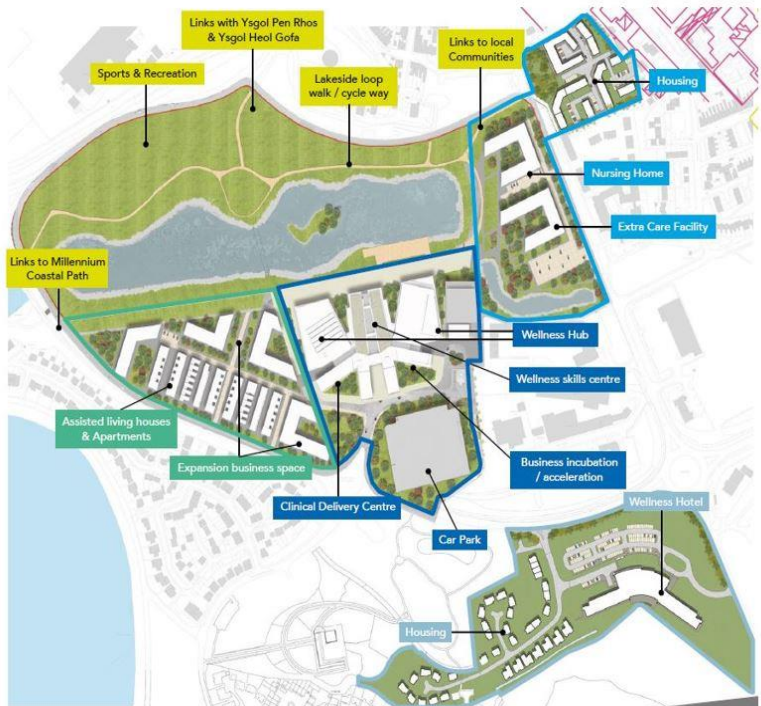 Links with Ysgol Pen Rhos
& Ysgol Heol Gofa
Links to local
Communities
Sports & Recreation
Lakeside loop
walk / cycle way
Housing
Nursing Home
Extra Care Facility
Links to Millennium
Coastal Path
Wellness Hub
Wellness skills centre
Assisted living houses
& Apartments
Expansion business space
Business incubation
/ acceleration
Clinical Delivery Centre
Wellness Hotel
Car Park
Housing